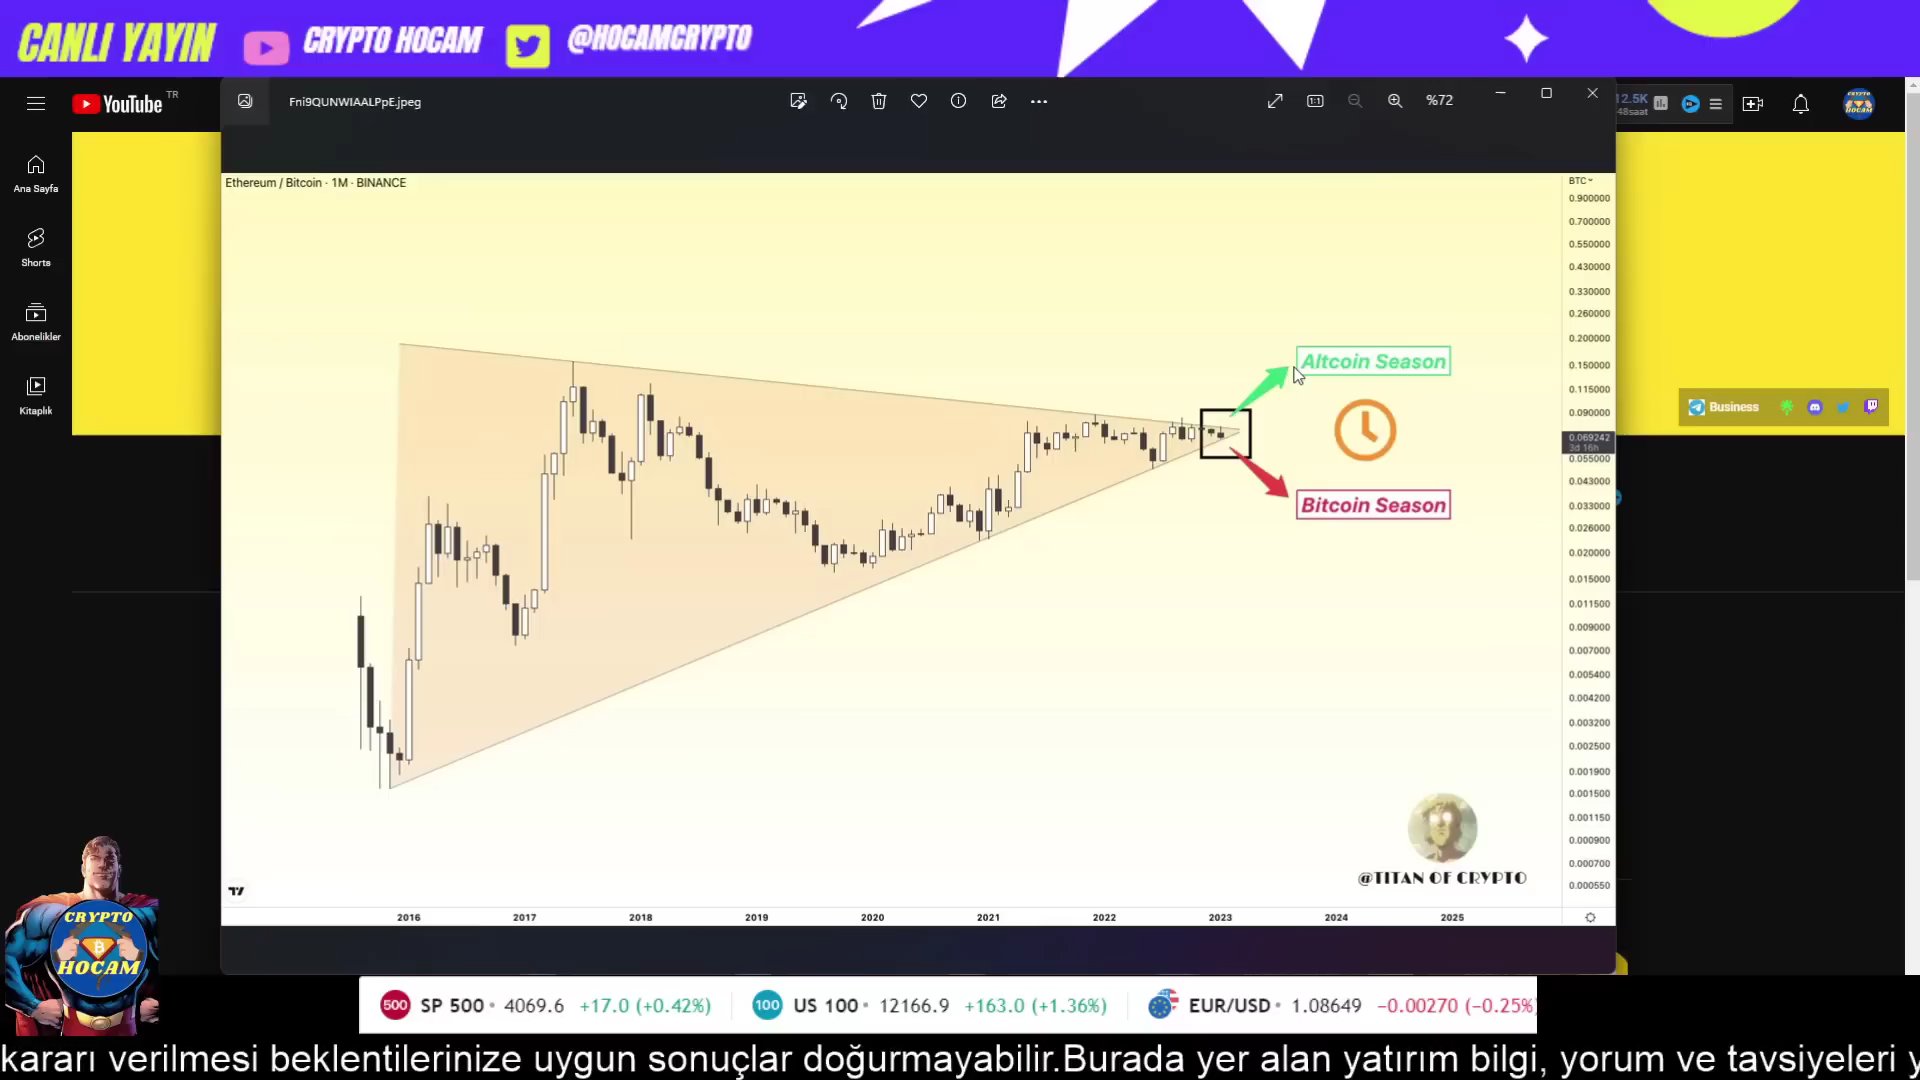 CANLI YAYIN CRYPTO HOCAM @HOCAMCRYPTO
YouTube TR
Fni9QUNWIAALPpE.jpeg
%72
12.5K
48saat
Ana Sayfa
Shorts
Abonelikler
Kitaplık
Ethereum / Bitcoin · 1M · BINANCE
BTC
0.900000
0.700000
0.550000
0.430000
0.330000
0.260000
0.200000
0.150000
0.115000
0.090000
0.069242
3d 16h
0.055000
0.043000
0.033000
0.026000
0.020000
0.015000
0.011500
0.009000
0.007000
0.005400
0.004200
0.003200
0.002500
0.001900
0.001500
0.001150
0.000900
0.000700
0.000550
Altcoin Season
Bitcoin Season
Business
@TITAN OF CRYPTO
2016 2017 2018 2019 2020 2021 2022 2023 2024 2025
CRYPTO
HOCAM
500 SP 500 • 4069.6 +17.0 (+0.42%) 100 US 100 • 12166.9 +163.0 (+1.36%) EUR/USD • 1.08649 −0.00270 (−0.25%
kararı verilmesi beklentilerinize uygun sonuçlar doğurmayabilir.Burada yer alan yatırım bilgi, yorum ve tavsiyeleri y